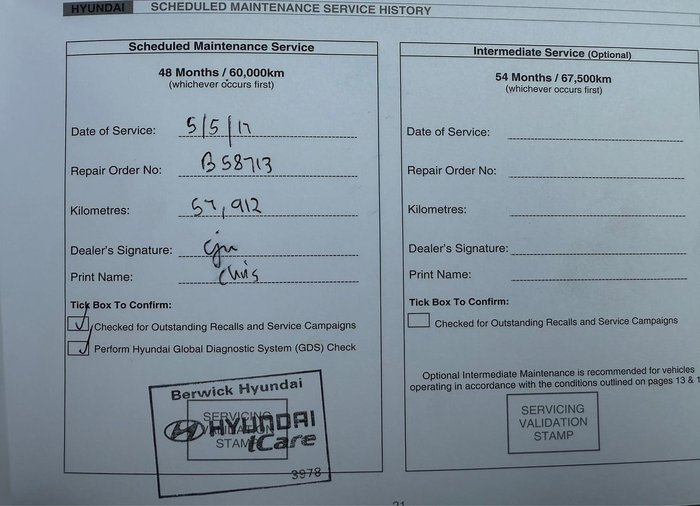 HYUNDAI SCHEDULED MAINTENANCE SERVICE HISTORY
Scheduled Maintenance Service
48 Months / 60,000km
(whichever occurs first)
Date of Service: 5/5/17
Repair Order No: B58713
Kilometres: 57,912
Dealer's Signature:
Print Name: Chris
Tick Box To Confirm:
Checked for Outstanding Recalls and Service Campaigns
Perform Hyundai Global Diagnostic System (GDS) Check
Berwick Hyundai
SERVICING
VALIDATION
STAMP
HYUNDAI
iCare
3978
Intermediate Service (Optional)
54 Months / 67,500km
(whichever occurs first)
Date of Service:
Repair Order No:
Kilometres:
Dealer's Signature:
Print Name:
Tick Box To Confirm:
Checked for Outstanding Recalls and Service Campaigns
Optional Intermediate Maintenance is recommended for vehicles
operating in accordance with the conditions outlined on pages 13 & 1
SERVICING
VALIDATION
STAMP